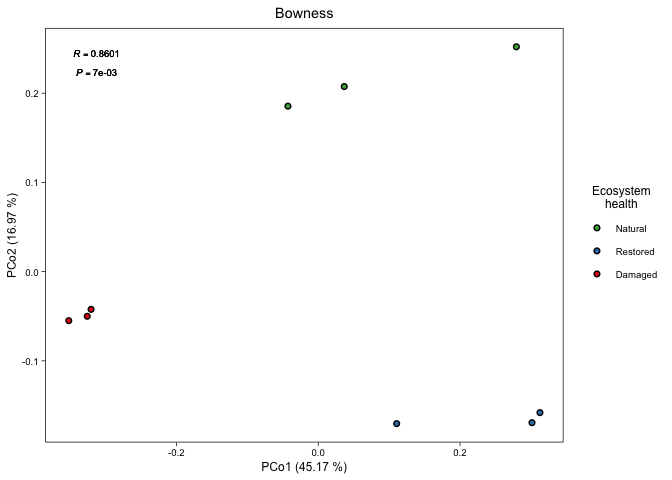 Bowness
R = 0.8601
P = 7e-03
0.2
0.1
0.0
-0.1
PCo2 (16.97 %)
-0.2
0.0
0.2
PCo1 (45.17 %)
Ecosystem
health
Natural
Restored
Damaged